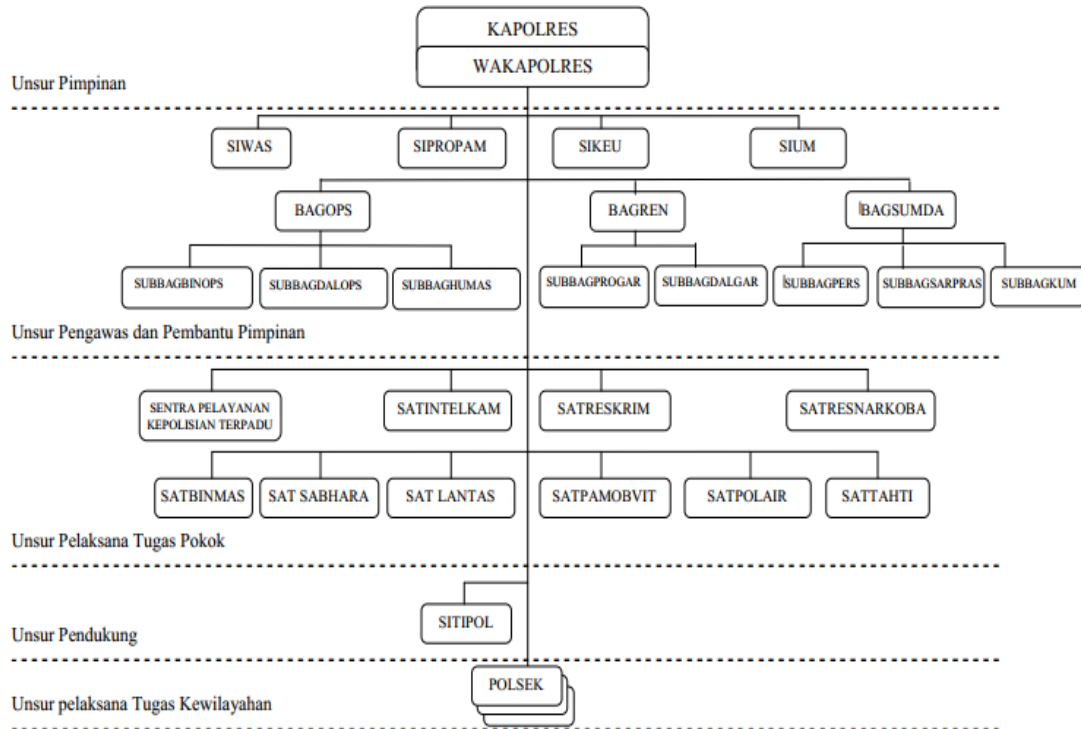 KAPOLRES
WAKAPOLRES
Unsur Pimpinan
SIWAS
SIPROPAM
SIKEU
SIUM
BAGOPS
BAGREN
BAGSUMDA
SUBBAGBINOPS
SUBBAGDALOPS
SUBBAGHUMAS
SUBBAGPROGAR
SUBBAGDALGAR
SUBBAGPERS
SUBBAGSARPRAS
SUBBAGKUM
Unsur Pengawas dan Pembantu Pimpinan
SENTRA PELAYANAN
KEPOLISIAN TERPADU
SATINTELKAM
SATRESKRIM
SATRESNARKOBA
SATBINMAS
SAT SABHARA
SAT LANTAS
SATPAMOBVIT
SATPOLAIR
SATTAHTI
Unsur Pelaksana Tugas Pokok
SITIPOL
Unsur Pendukung
POLSEK
Unsur pelaksana Tugas Kewilayahan